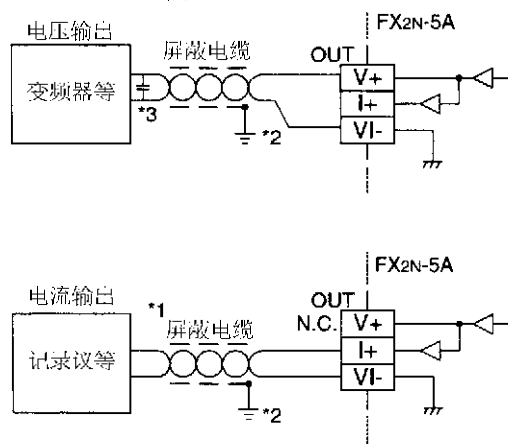 FX2N-5A
电压输出
屏蔽电缆
OUT
V+
变频器等
I+
*3
*2
VI-
FX2N-5A
电流输出
*1
屏蔽电缆
OUT
N.C.
V+
记录议等
I+
VI-
*2